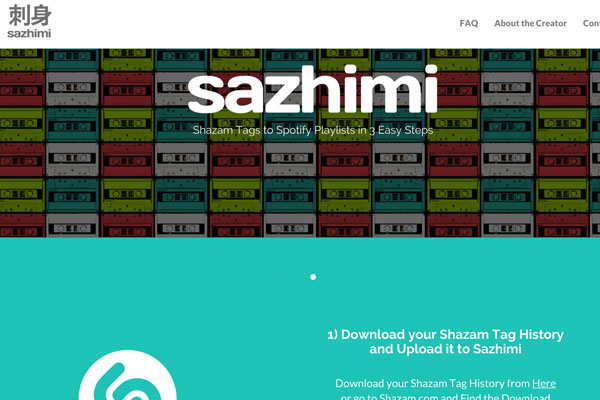 刺身
sazhimi
FAQ
About the Creator
sazhimi
Shazam Tags to Spotify Playlists in 3 Easy Steps
1) Download your Shazam Tag History
and Upload it to Sazhimi
Download your Shazam Tag History from Here
or go to Shazam.com and Find the Download